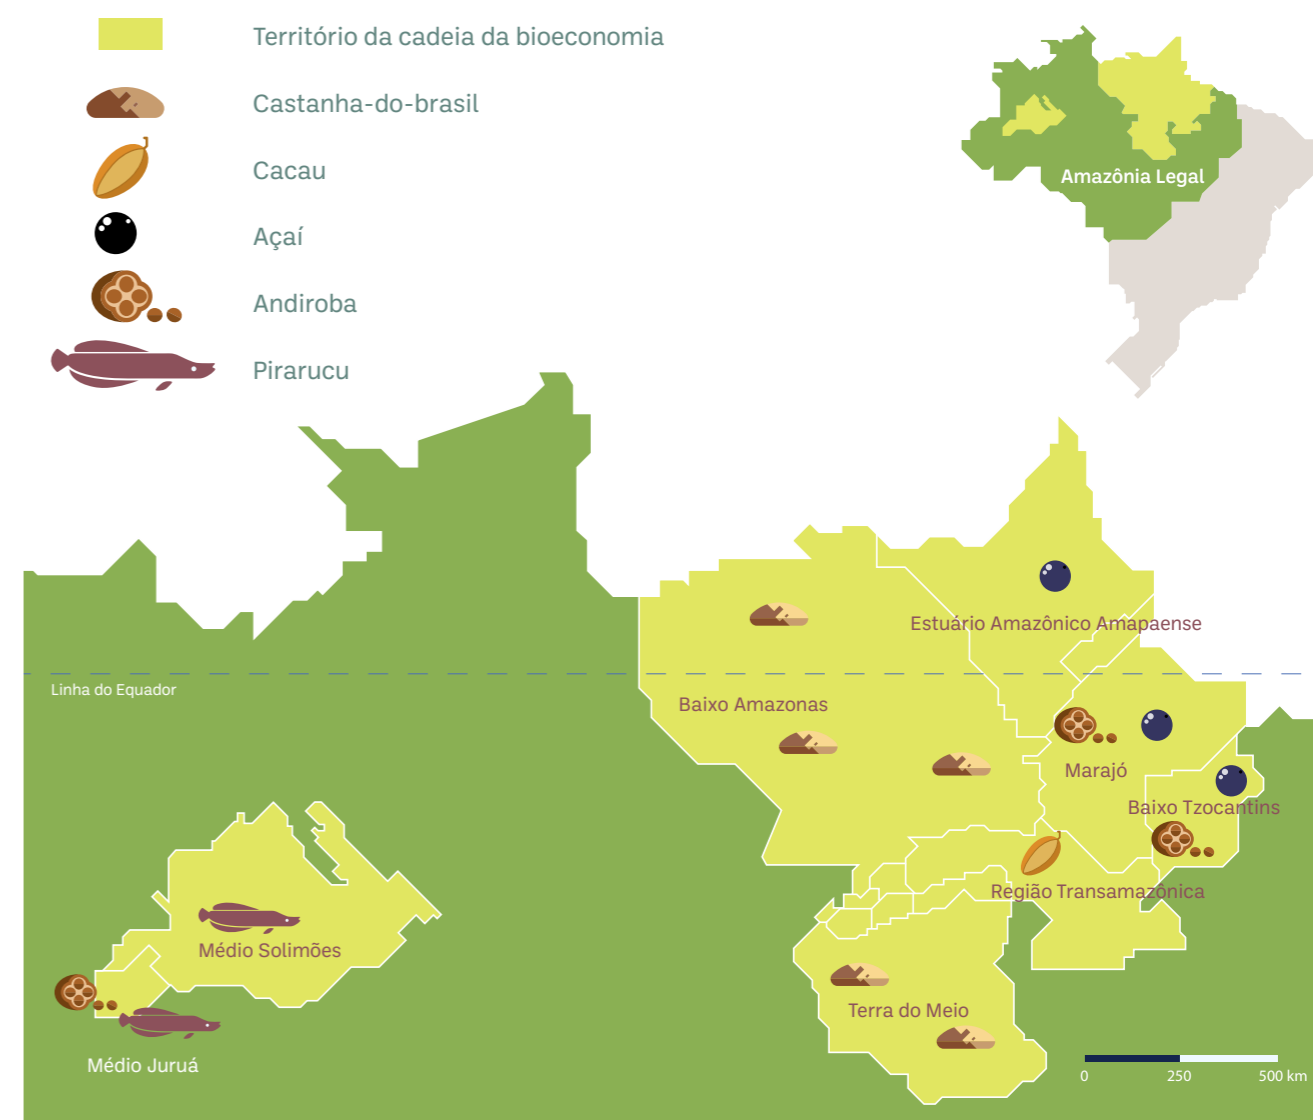 Território da cadeia da bioeconomia
Castanha-do-brasil
Cacau
Açaí
Andiroba
Pirarucu
Amazônia Legal
Estuário Amazônico Amapaense
Linha do Equador
Baixo Amazonas
Marajó
Baixo Tzocantins
Região Transamazônica
Médio Solimões
Terra do Meio
Médio Juruá
0 250 500 km